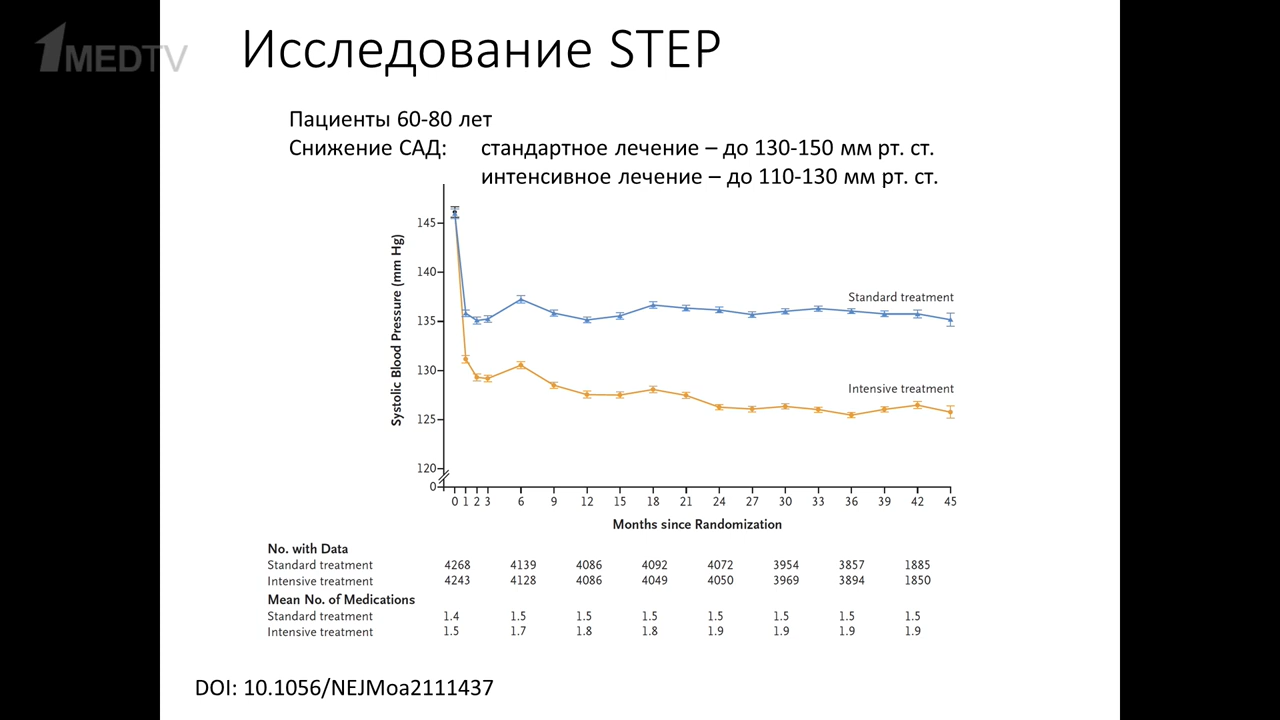 1MEDTV
Исследование STEP
Пациенты 60-80 лет
Снижение САД: стандартное лечение – до 130-150 мм рт. ст.
интенсивное лечение – до 110-130 мм рт. ст.
Systolic Blood Pressure (mm Hg)
145
140
135
130
125
120
0
Standard treatment
Intensive treatment
0 1 2 3 6 9 12 15 18 21 24 27 30 33 36 39 42 45
Months since Randomization
No. with Data
Standard treatment 4268 4139 4086 4092 4072 3954 3857 1885
Intensive treatment 4243 4128 4086 4049 4050 3969 3894 1850
Mean No. of Medications
Standard treatment 1.4 1.5 1.5 1.5 1.5 1.5 1.5 1.5
Intensive treatment 1.5 1.7 1.8 1.8 1.9 1.9 1.9 1.9
DOI: 10.1056/NEJMoa2111437